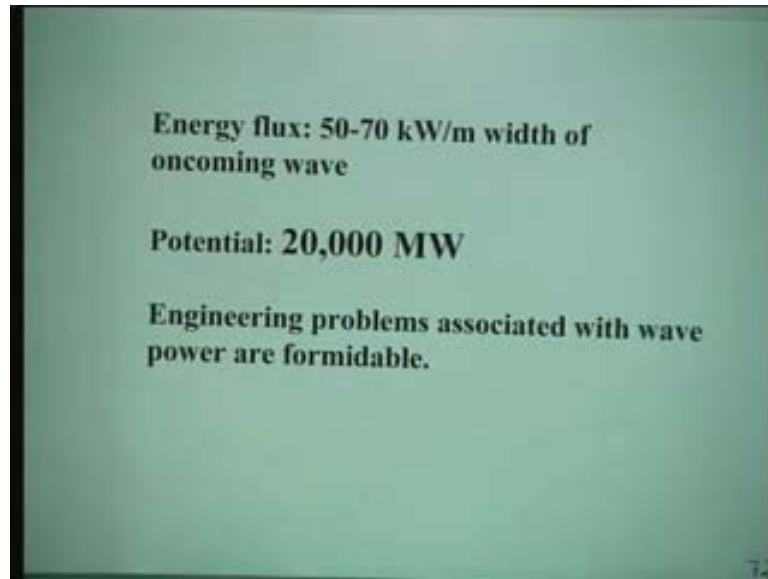 Energy flux: 50-70 kW/m width of
oncoming wave
Potential: 20,000 MW
Engineering problems associated with wave
power are formidable.
72